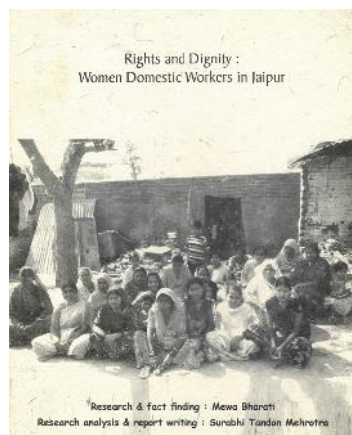 Rights and Dignity :
Women Domestic Workers in Jaipur
Research & fact finding : Mewa Bharati
Research analysis & report writing : Surabhi Tandon Mehrotra